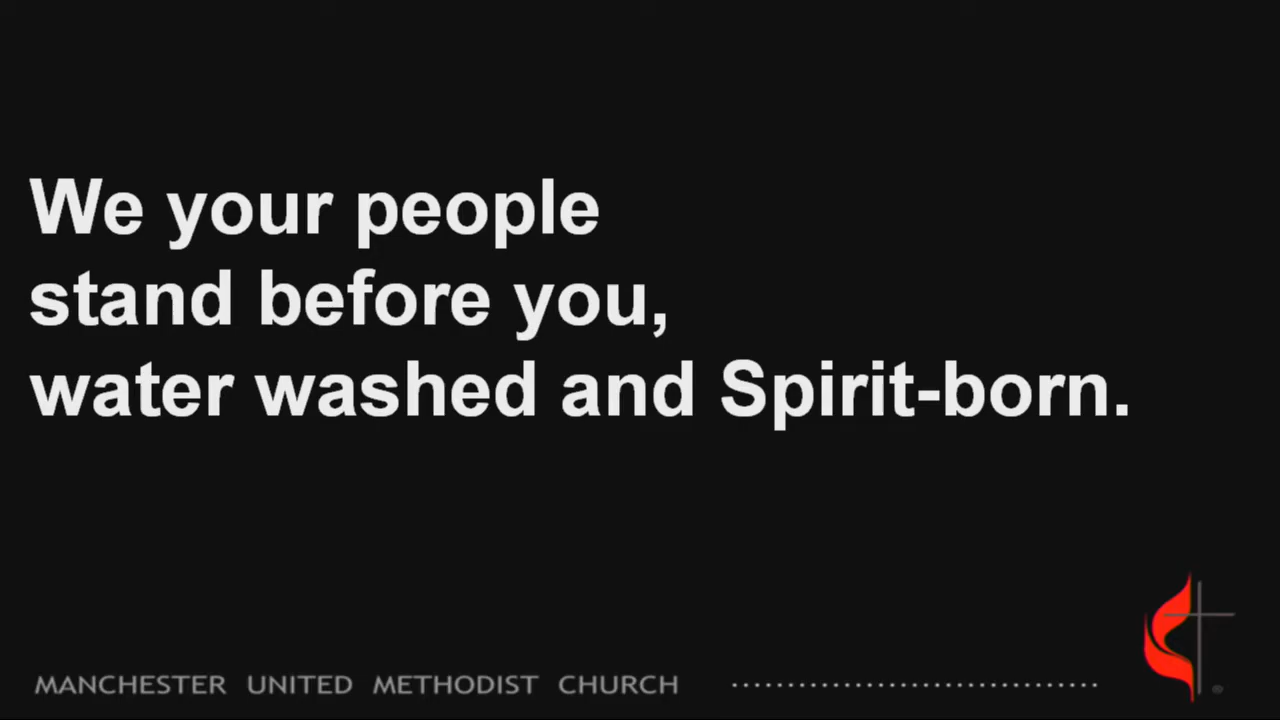 We your people
stand before you,
water washed and Spirit-born.
MANCHESTER UNITED METHODIST CHURCH
®